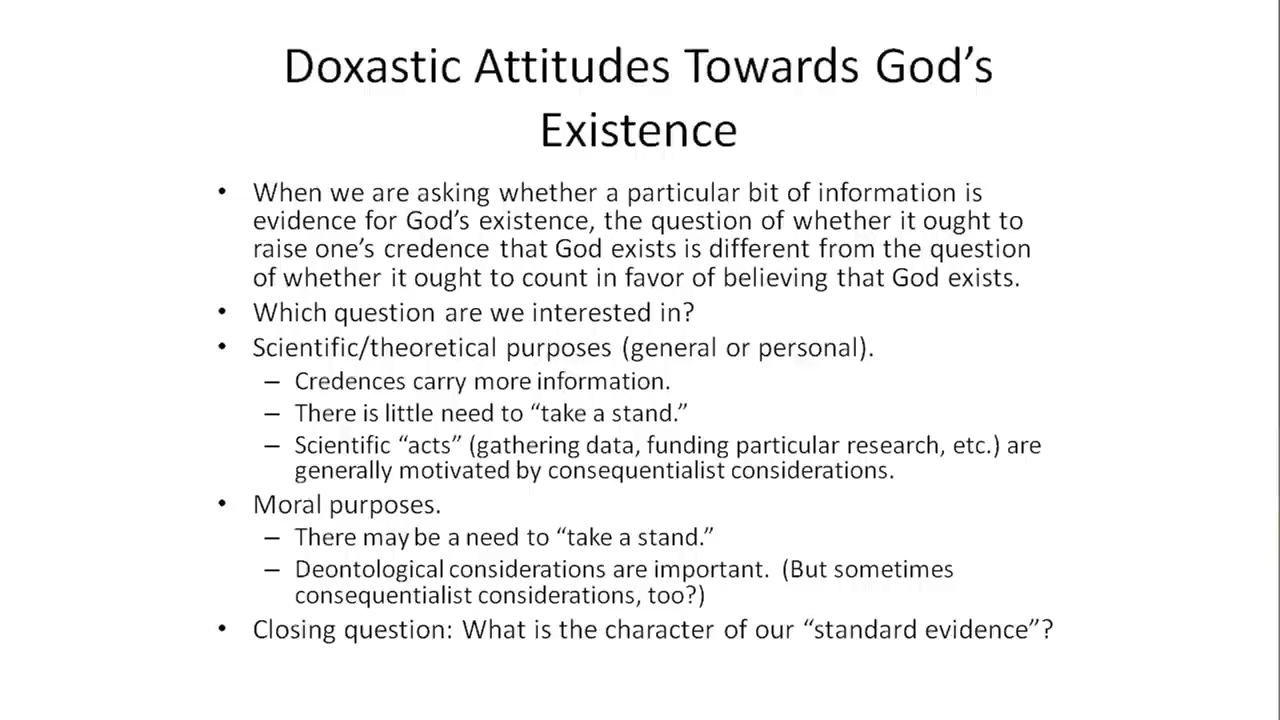 Doxastic Attitudes Towards God’s
Existence
• When we are asking whether a particular bit of information is
evidence for God’s existence, the question of whether it ought to
raise one’s credence that God exists is different from the question
of whether it ought to count in favor of believing that God exists.
• Which question are we interested in?
• Scientific/theoretical purposes (general or personal).
– Credences carry more information.
– There is little need to “take a stand.”
– Scientific “acts” (gathering data, funding particular research, etc.) are
generally motivated by consequentialist considerations.
• Moral purposes.
– There may be a need to “take a stand.”
– Deontological considerations are important.  (But sometimes
consequentialist considerations, too?)
• Closing question: What is the character of our “standard evidence”?